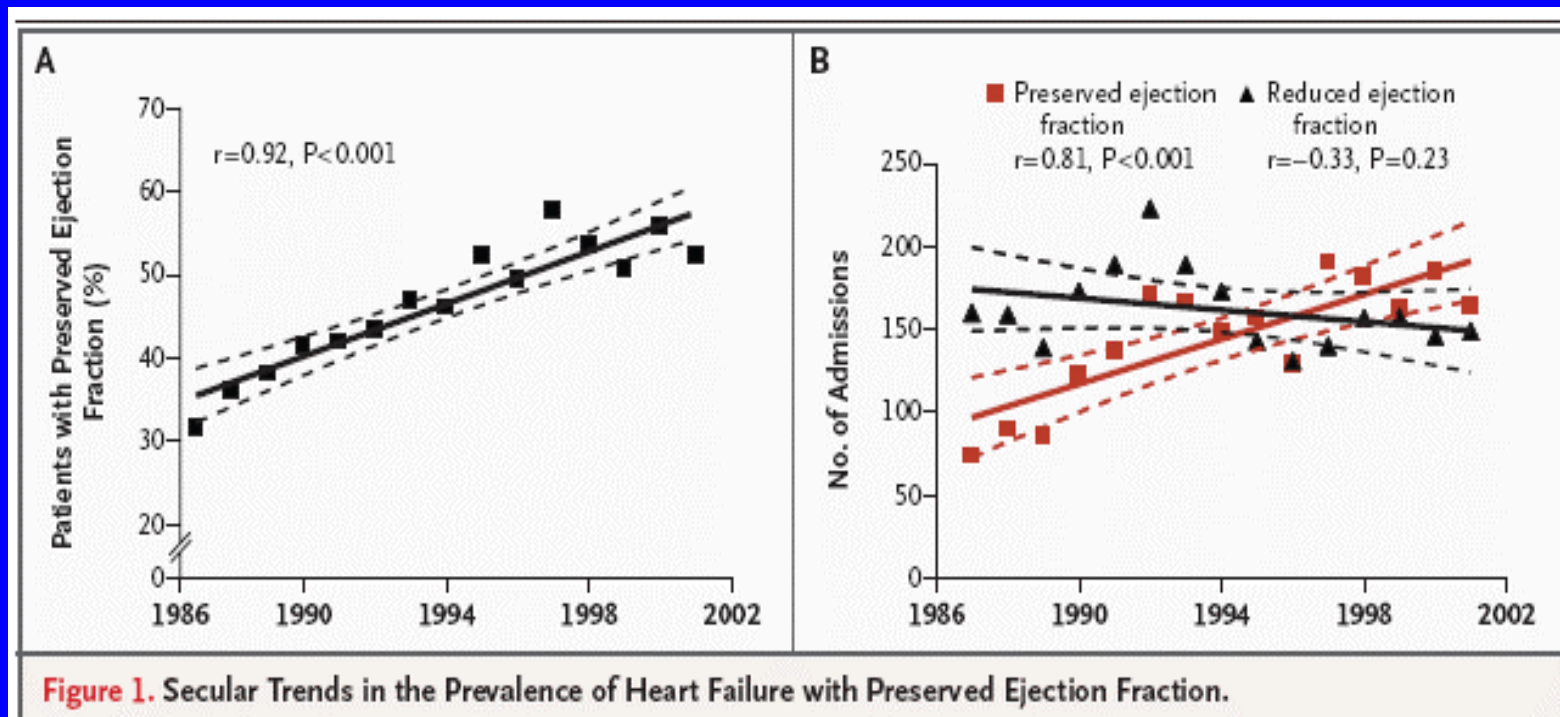 A
Patients with Preserved Ejection
Fraction (%)
70
60
50
40
30
20
0
r=0.92, P<0.001
1986 1990 1994 1998 2002
B
Preserved ejection
fraction
r=0.81, P<0.001
Reduced ejection
fraction
r=−0.33, P=0.23
No. of Admissions
250
200
150
100
50
0
1986 1990 1994 1998 2002
Figure 1. Secular Trends in the Prevalence of Heart Failure with Preserved Ejection Fraction.